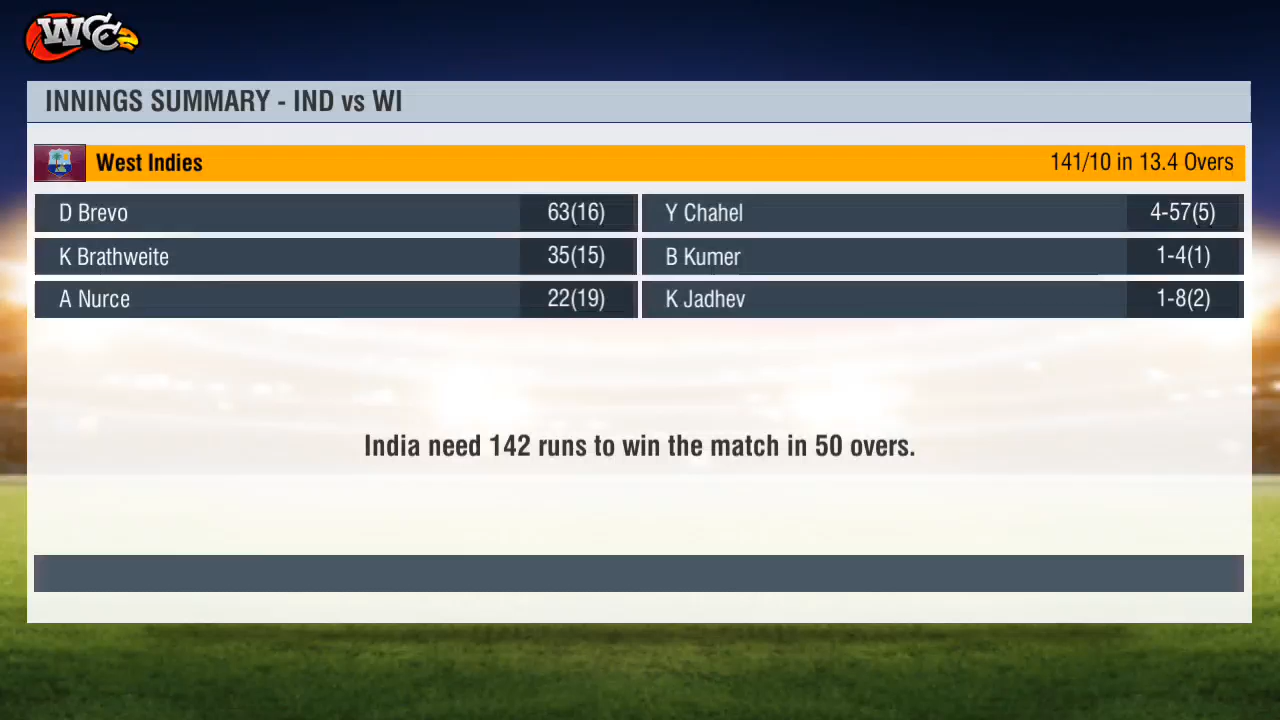 WCC
INNINGS SUMMARY - IND vs WI
West Indies 141/10 in 13.4 Overs
D Brevo 63(16) Y Chahel 4-57(5)
K Brathweite 35(15) B Kumer 1-4(1)
A Nurce 22(19) K Jadhev 1-8(2)
India need 142 runs to win the match in 50 overs.